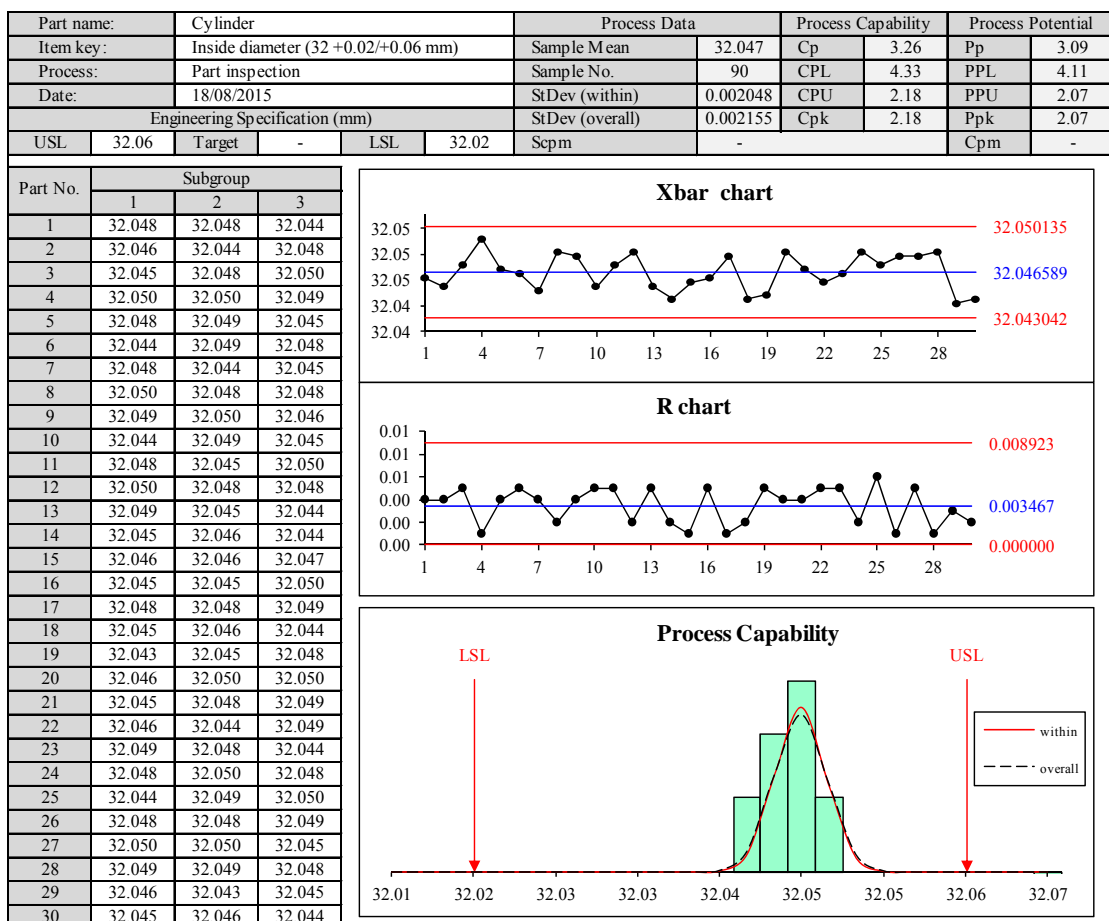 Part name: Cylinder Process Data Process Capability Process Potential
Item key: Inside diameter (32 +0.02/+0.06 mm) Sample Mean 32.047 Cp 3.26 Pp 3.09
Process: Part inspection Sample No. 90 CPL 4.33 PPL 4.11
Date: 18/08/2015 StDev (within) 0.002048 CPU 2.18 PPU 2.07
Engineering Specification (mm) StDev (overall) 0.002155 Cpk 2.18 Ppk 2.07
USL 32.06 Target - LSL 32.02 Scpm - Cpm -
Part No. Subgroup
1 2 3
1 32.048 32.048 32.044
2 32.046 32.044 32.048
3 32.045 32.048 32.050
4 32.050 32.050 32.049
5 32.048 32.049 32.045
6 32.044 32.049 32.048
7 32.048 32.044 32.045
8 32.050 32.048 32.048
9 32.049 32.050 32.046
10 32.044 32.049 32.045
11 32.048 32.045 32.050
12 32.050 32.048 32.048
13 32.049 32.045 32.044
14 32.045 32.046 32.044
15 32.046 32.046 32.047
16 32.045 32.045 32.050
17 32.048 32.048 32.049
18 32.045 32.046 32.044
19 32.043 32.045 32.048
20 32.046 32.050 32.050
21 32.045 32.048 32.049
22 32.046 32.044 32.049
23 32.049 32.048 32.044
24 32.048 32.050 32.048
25 32.044 32.049 32.050
26 32.048 32.048 32.049
27 32.050 32.050 32.045
28 32.049 32.049 32.048
29 32.046 32.043 32.045
30 32.045 32.046 32.044
Xbar chart
32.05 32.050135
32.05
32.05 32.046589
32.04
32.04 32.043042
1 4 7 10 13 16 19 22 25 28
R chart
0.01
0.01 0.008923
0.01
0.00 0.003467
0.00
0.00 0.000000
1 4 7 10 13 16 19 22 25 28
Process Capability
LSL USL
within
overall
32.01 32.02 32.03 32.03 32.04 32.05 32.05 32.06 32.07